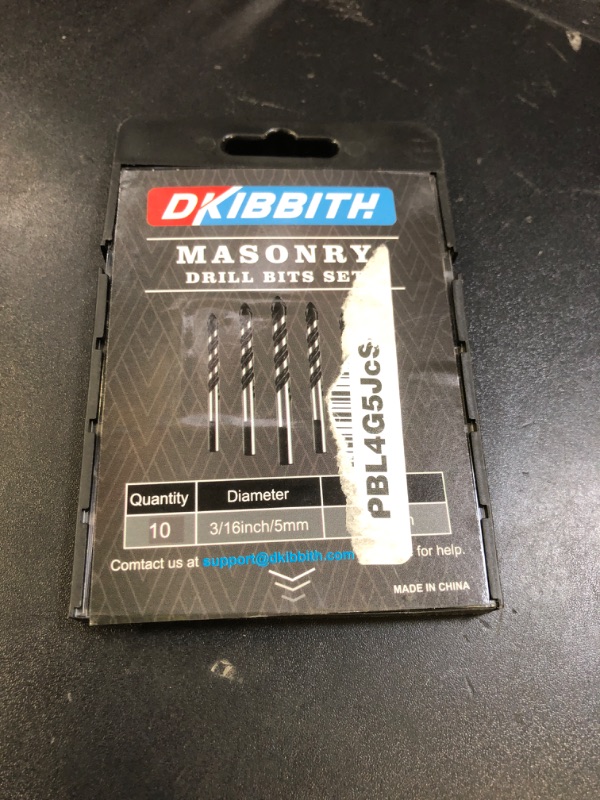 DKIBBITH
MASONRY
DRILL BITS SET
PBL4G5JcS
Quantity Diameter
10 3/16inch/5mm
Comtact us at support@dkibbith.com for help.
MADE IN CHINA